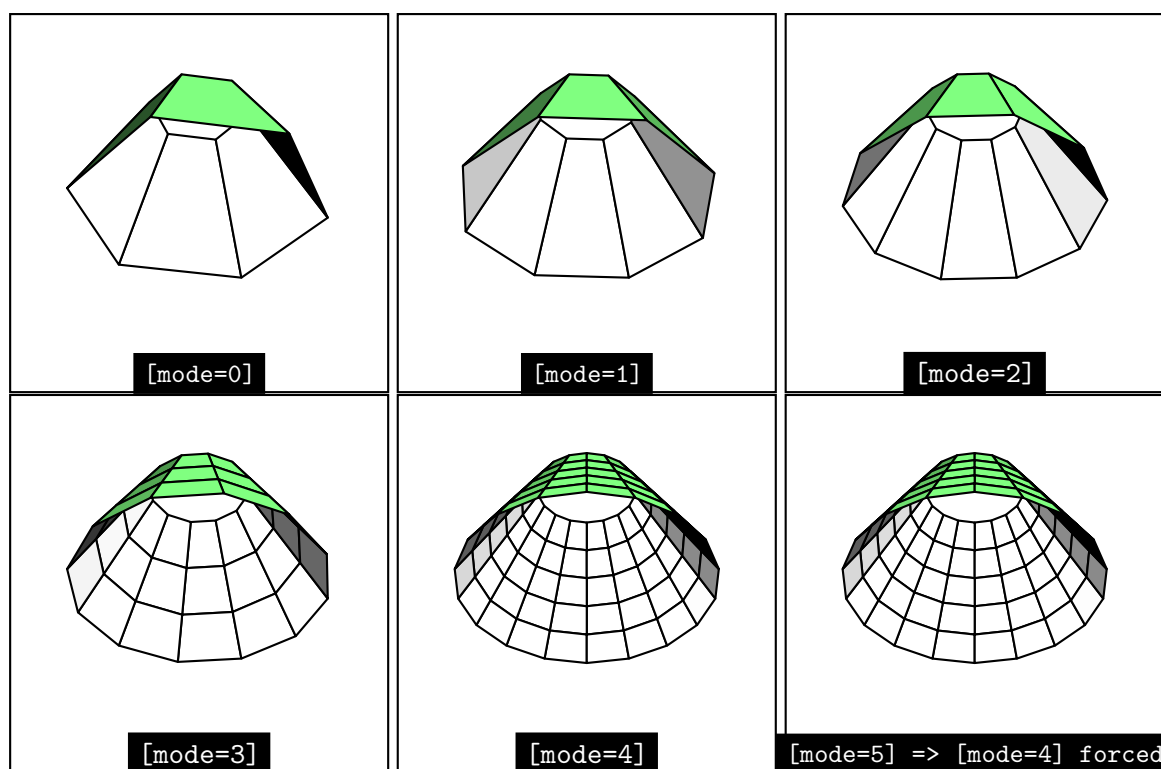 [mode=0]
[mode=1]
[mode=2]
[mode=3]
[mode=4]
[mode=5] => [mode=4] forced